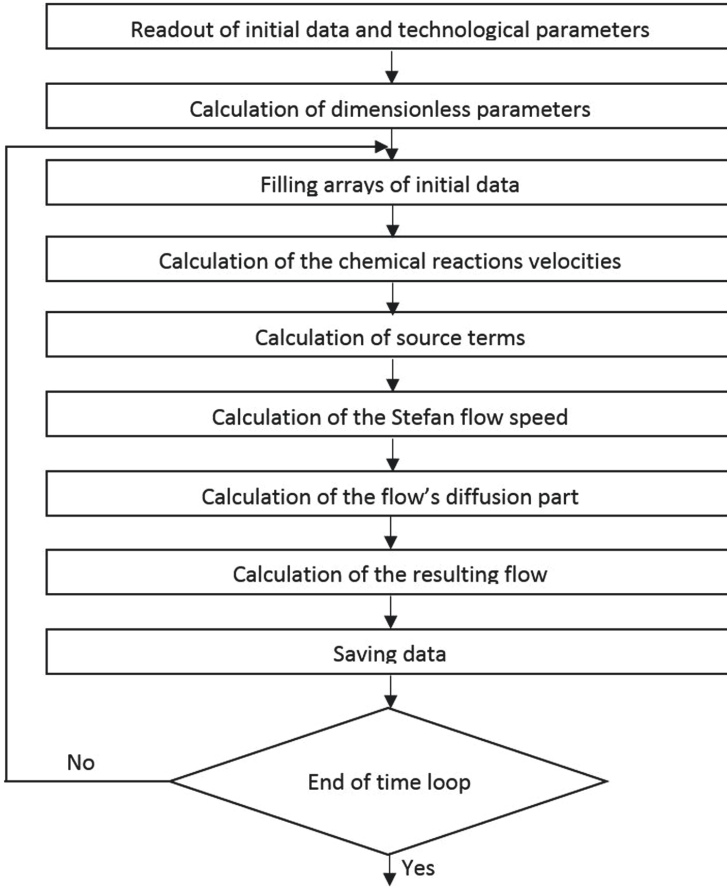 Readout of initial data and technological parameters
Calculation of dimensionless parameters
Filling arrays of initial data
Calculation of the chemical reactions velocities
Calculation of source terms
Calculation of the Stefan flow speed
Calculation of the flow’s diffusion part
Calculation of the resulting flow
Saving data
No
End of time loop
Yes